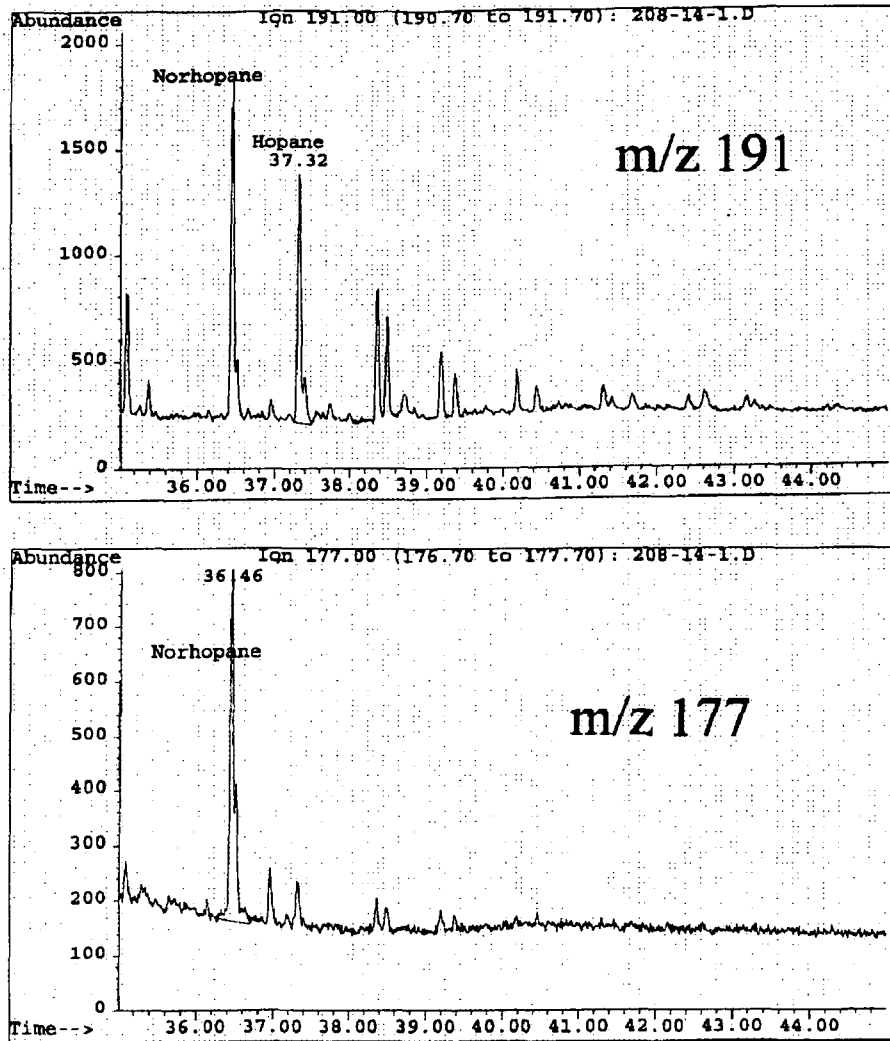 Abundance
Ion 191.00 (190.70 to 191.70): 208-14-1.D
2000
Norhopane
Hopane
37.32
m/z 191
1500
1000
500
0
Time--> 36.00 37.00 38.00 39.00 40.00 41.00 42.00 43.00 44.00
Abundance
Ion 177.00 (176.70 to 177.70): 208-14-1.D
800
36.46
700
Norhopane
600
m/z 177
500
400
300
200
100
0
Time--> 36.00 37.00 38.00 39.00 40.00 41.00 42.00 43.00 44.00